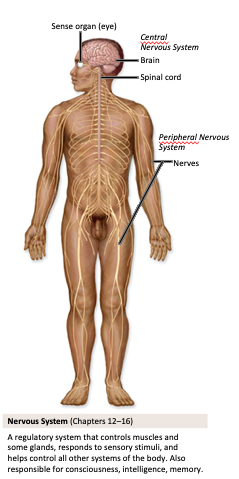 Sense organ (eye)
Central
Nervous System
Brain
Spinal cord
Peripheral Nervous
System
Nerves
Nervous System (Chapters 12–16)
A regulatory system that controls muscles and
some glands, responds to sensory stimuli, and
helps control all other systems of the body. Also
responsible for consciousness, intelligence, memory.